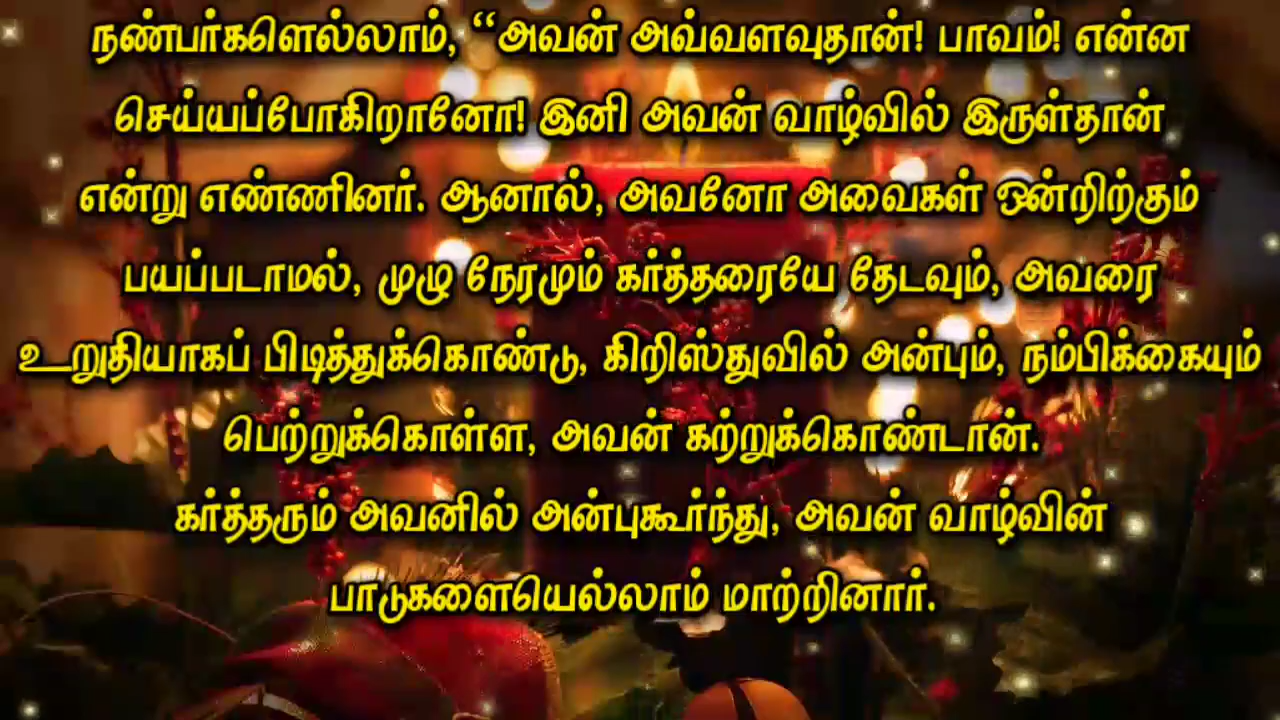 நண்பர்களெல்லாம், “அவன் அவ்வளவுதான்! பாவம்! என்ன
செய்யப்போகிறானோ! இனி அவன் வாழ்வில் இருள்தான்
என்று எண்ணினர். ஆனால், அவனோ அவைகள் ஒன்றிற்கும்
பயப்படாமல், முழு நேரமும் கர்த்தரையே தேடவும், அவரை
உறுதியாகப் பிடித்துக்கொண்டு, கிறிஸ்துவில் அன்பும், நம்பிக்கையும்
பெற்றுக்கொள்ள, அவன் கற்றுக்கொண்டான்.
கர்த்தரும் அவனில் அன்புகூர்ந்து, அவன் வாழ்வின்
பாடுகளையெல்லாம் மாற்றினார்.